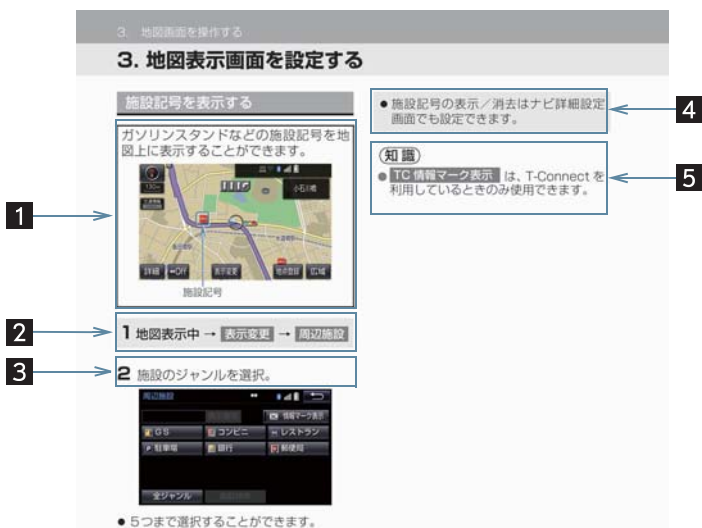 3. 地図画面を操作する
3. 地図表示画面を設定する
施設記号を表示する
ガソリンスタンドなどの施設記号を地
図上に表示することができます。
小石川橋
詳細
Off
表示変更
地点登録
広域
施設記号
1
1 地図表示中 → 表示変更 → 周辺施設
2
2 施設のジャンルを選択。
3
周辺施設
情報マーク表示
GS
コンビニ
レストラン
P 駐車場
銀行
郵便局
全ジャンル
● 5つまで選択することができます。
● 施設記号の表示／消去はナビ詳細設定
画面でも設定できます。
4
知識
● TC 情報マーク表示 は、T-Connect を
利用しているときのみ使用できます。
5